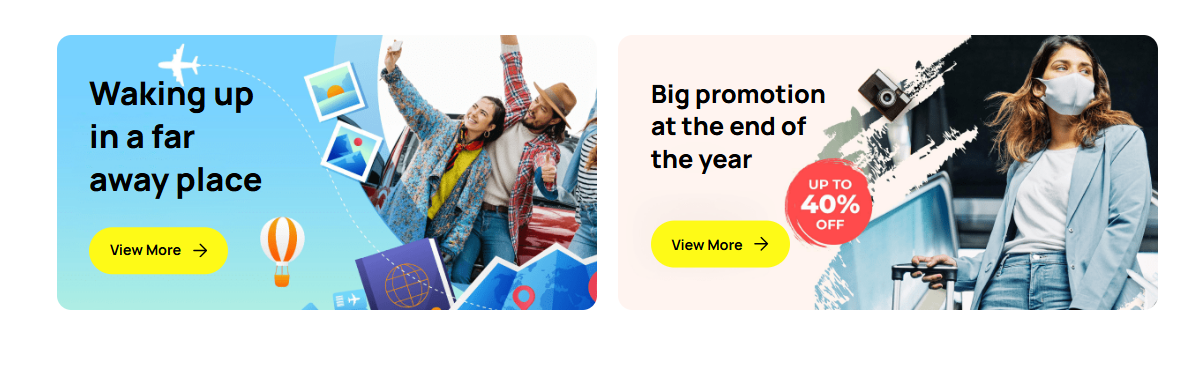 Waking up
in a far
away place
View More
Big promotion
at the end of
the year
UP TO
40%
OFF
View More